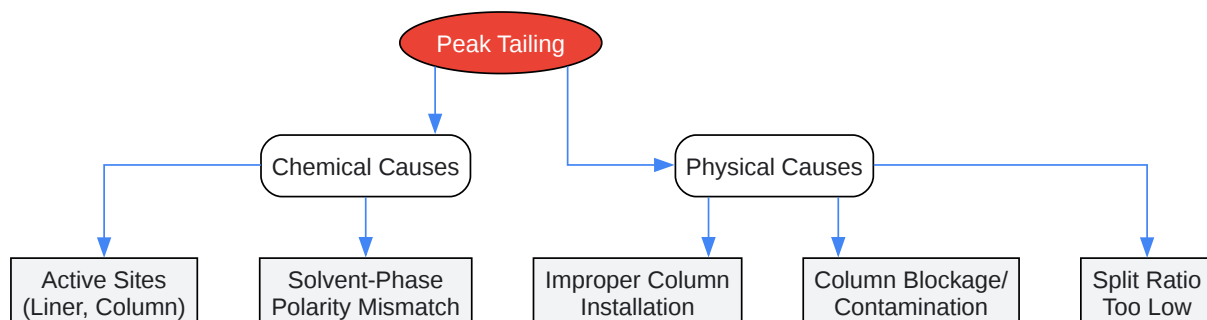 Peak Tailing
Chemical Causes
Physical Causes
Active Sites
(Liner, Column)
Solvent-Phase
Polarity Mismatch
Improper Column
Installation
Column Blockage/
Contamination
Split Ratio
Too Low